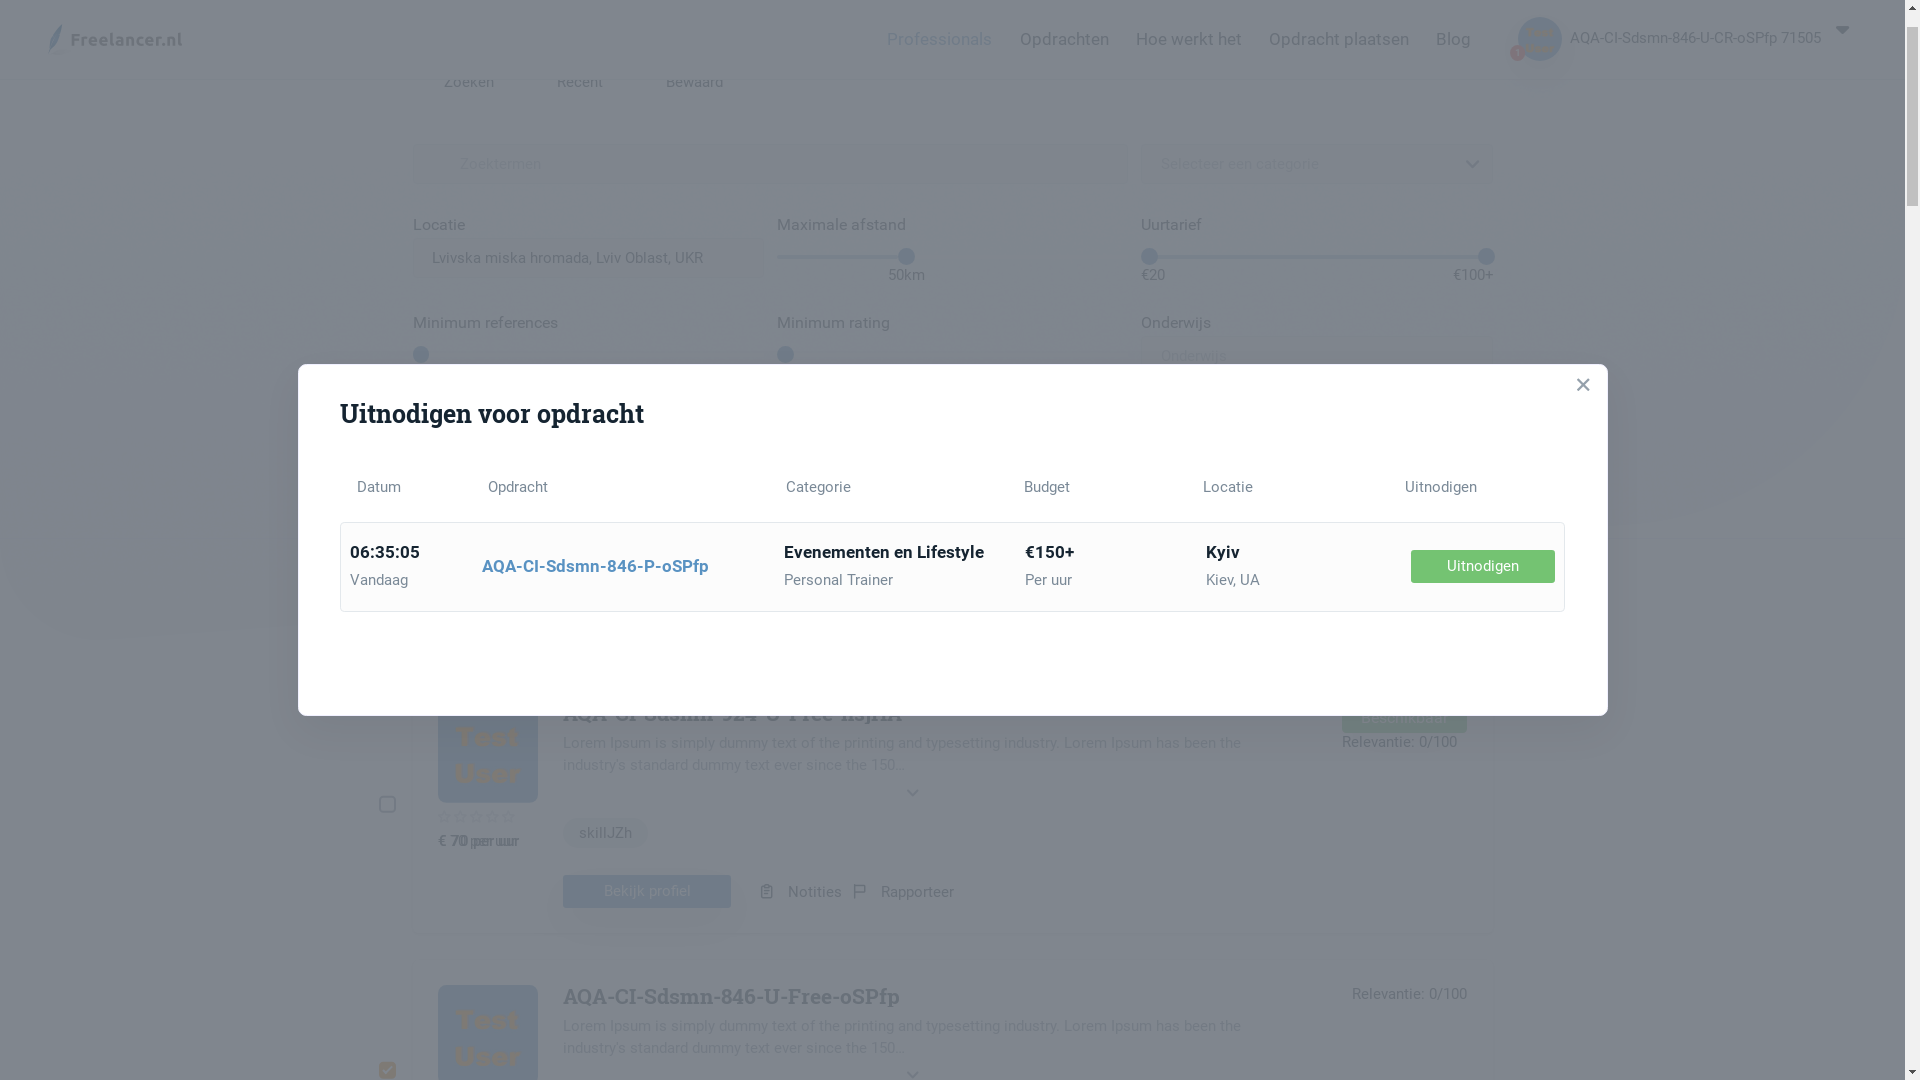 Freelancer.nl
Professionals
Opdrachten
Hoe werkt het
Opdracht plaatsen
Blog
AQA-CI-Sdsmn-846-U-CR-oSPfp 71505
Zoeken
Recent
Bewaard
Zoektermen
Selecteer een categorie
Locatie
Maximale afstand
Uurtarief
Lvivska miska hromada, Lviv Oblast, UKR
50km
€20
€100+
Minimum references
Minimum rating
Onderwijs
Onderwijs
Uitnodigen voor opdracht
Datum
Opdracht
Categorie
Budget
Locatie
Uitnodigen
06:35:05
Vandaag
AQA-CI-Sdsmn-846-P-oSPfp
Evenementen en Lifestyle
Personal Trainer
€150+
Per uur
Kyiv
Kiev, UA
Uitnodigen
Test
User
Relevantie: 0/100
Lorem Ipsum is simply dummy text of the printing and typesetting industry. Lorem Ipsum has been the
industry's standard dummy text ever since the 150...
€ 70 per uur
skillJZh
Bekijk profiel
Notities
Rapporteer
Test
User
AQA-CI-Sdsmn-846-U-Free-oSPfp
Relevantie: 0/100
Lorem Ipsum is simply dummy text of the printing and typesetting industry. Lorem Ipsum has been the
industry's standard dummy text ever since the 150...